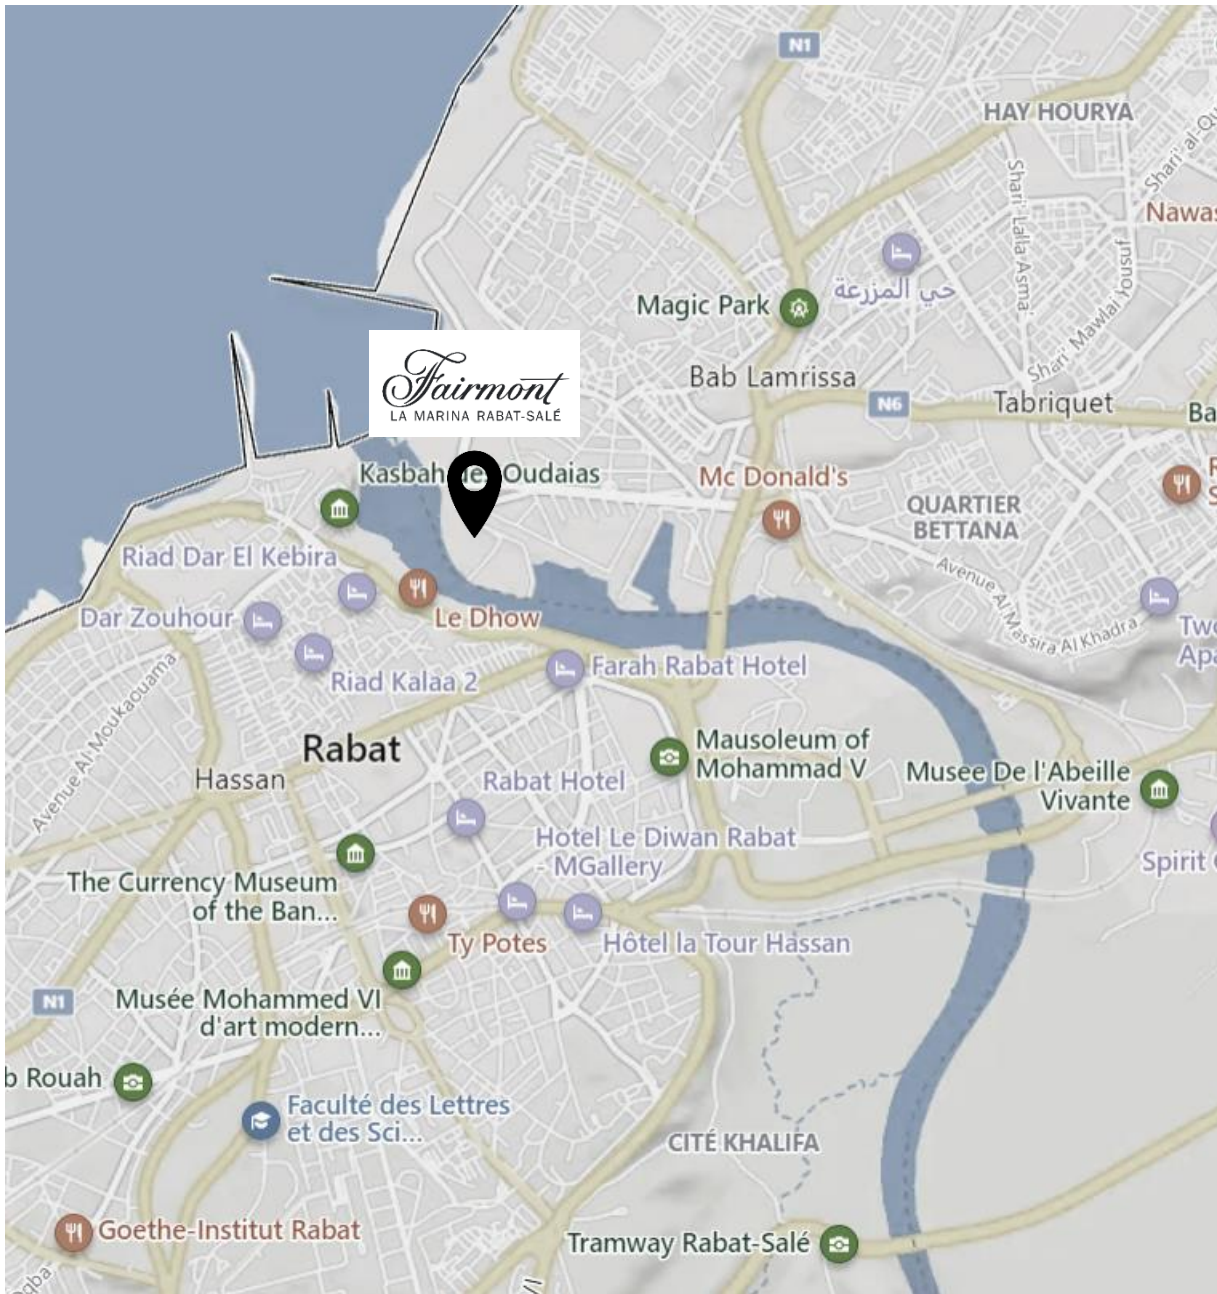 N1
HAY HOURYA
Shari' al-Qu
Shari' Lalla Asma'
Nawas
Shari' Mawlai Yousuf
حي المزرعة
Magic Park
Bab Lamrissa
N6
Tabriquet
Ba
Fairmont
LA MARINA RABAT-SALÉ
Kasbah des Oudaias
Mc Donald's
R
S
QUARTIER
BETTANA
Riad Dar El Kebira
Avenue Al Massira Al Khadra
Dar Zouhour
Le Dhow
Two
Apa
Riad Kalaa 2
Farah Rabat Hotel
Avenue Al-Moukaouama
Rabat
Mausoleum of
Mohammad V
Hassan
Rabat Hotel
Musee De l'Abeille
Vivante
Hotel Le Diwan Rabat
- MGallery
Spirit
The Currency Museum
of the Ban...
Ty Potes
Hôtel la Tour Hassan
N1
Musée Mohammed VI
d'art modern...
b Rouah
Faculté des Lettres
et des Sci...
CITÉ KHALIFA
Goethe-Institut Rabat
Tramway Rabat-Salé